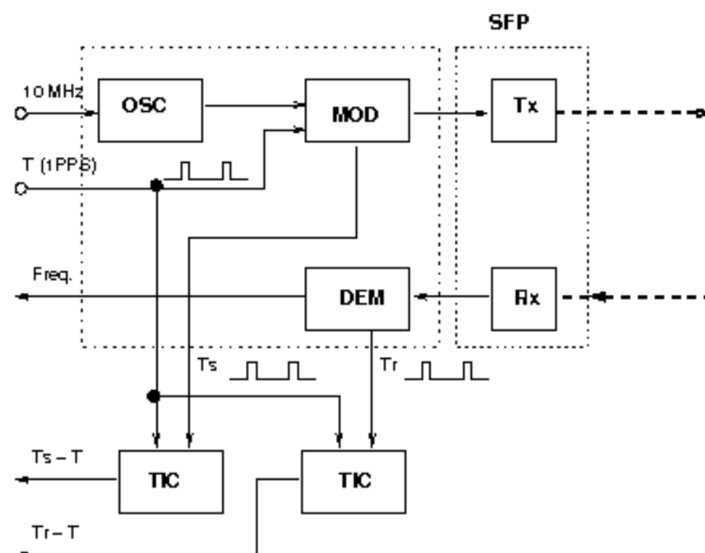 SFP
10 MHz
OSC
MOD
Tx
T (1PPS)
Freq.
DEM
Rx
Ts
Tr
Ts – T
TIC
TIC
Tr – T